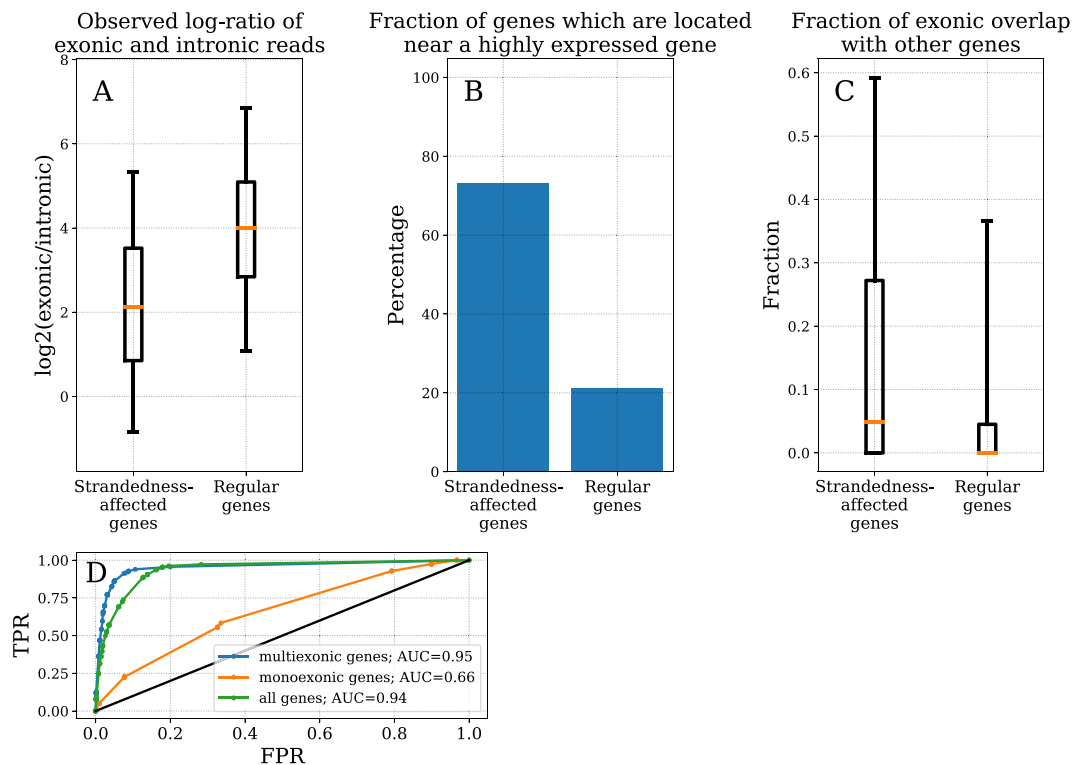 Observed log-ratio of
exonic and intronic reads
A
log2(exonic/intronic)
8
6
4
2
0
Strandedness-
affected
genes
Regular
genes
Fraction of genes which are located
near a highly expressed gene
B
Percentage
100
80
60
40
20
0
Strandedness-
affected
genes
Regular
genes
Fraction of exonic overlap
with other genes
C
Fraction
0.6
0.5
0.4
0.3
0.2
0.1
0.0
Strandedness-
affected
genes
Regular
genes
D
TPR
1.00
0.75
0.50
0.25
0.00
multiexonic genes; AUC=0.95
monoexonic genes; AUC=0.66
all genes; AUC=0.94
0.0 0.2 0.4 0.6 0.8 1.0
FPR